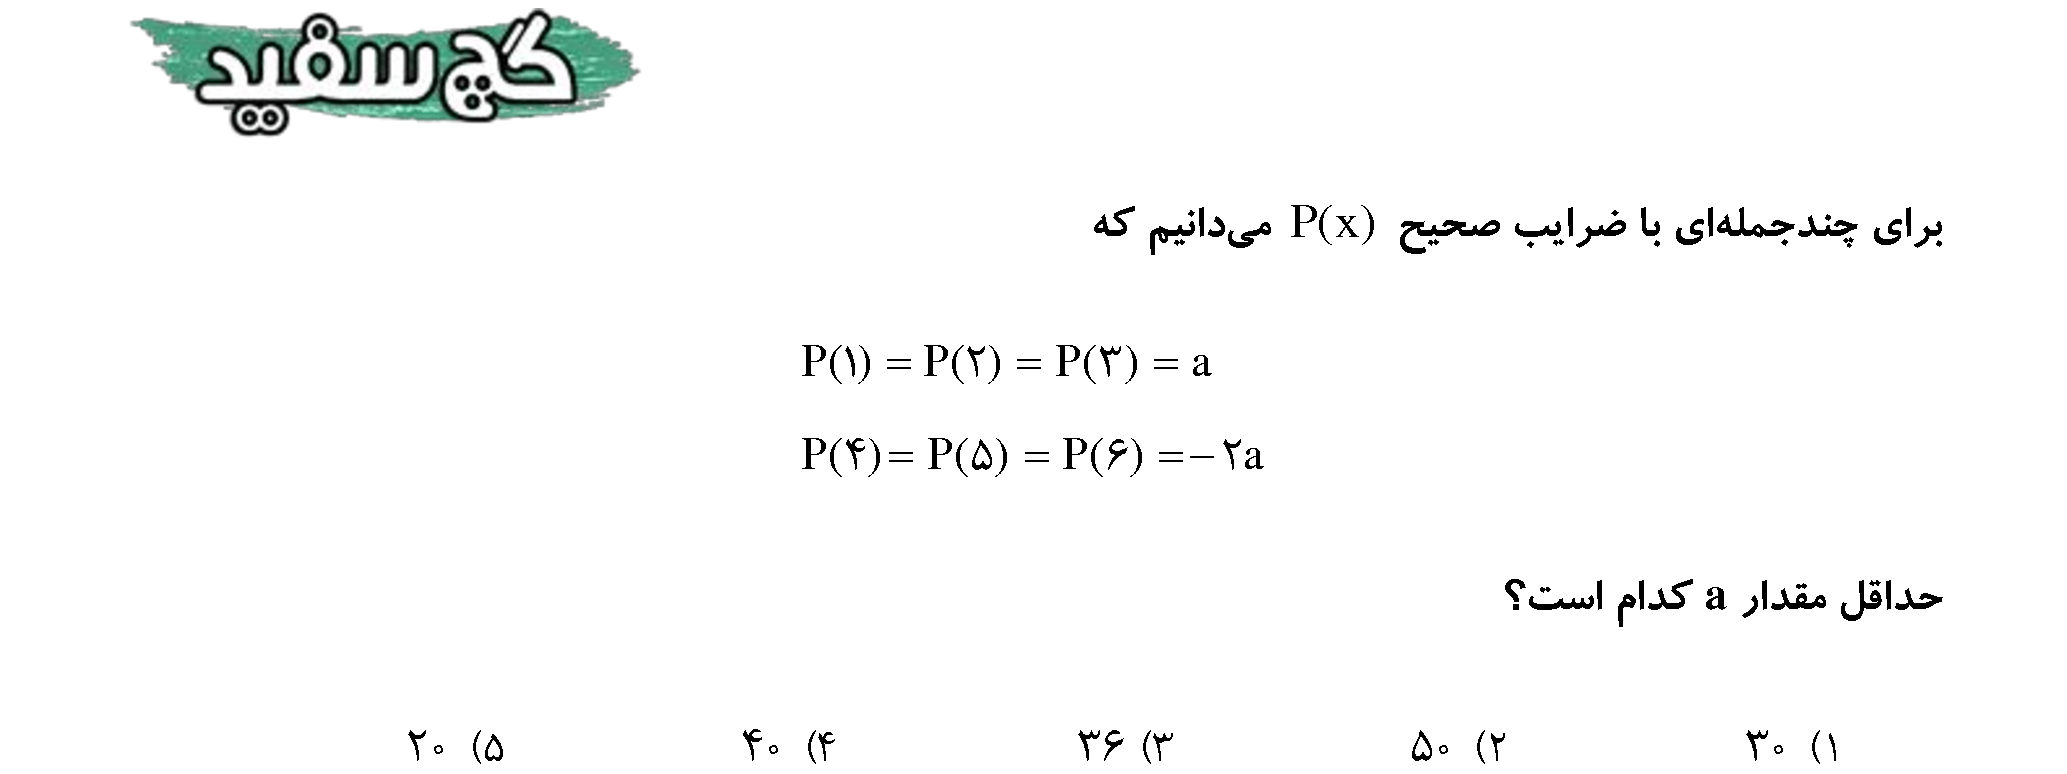 گچ سفید
برای چندجمله‌ای با ضرایب صحیح P(x) می‌دانیم که
P(۱) = P(۲) = P(۳) = a
P(۴) = P(۵) = P(۶) = −۲a
حداقل مقدار a کدام است؟
۱) ۳۰ ۲) ۵۰ ۳) ۳۶ ۴) ۴۰ ۵) ۲۰